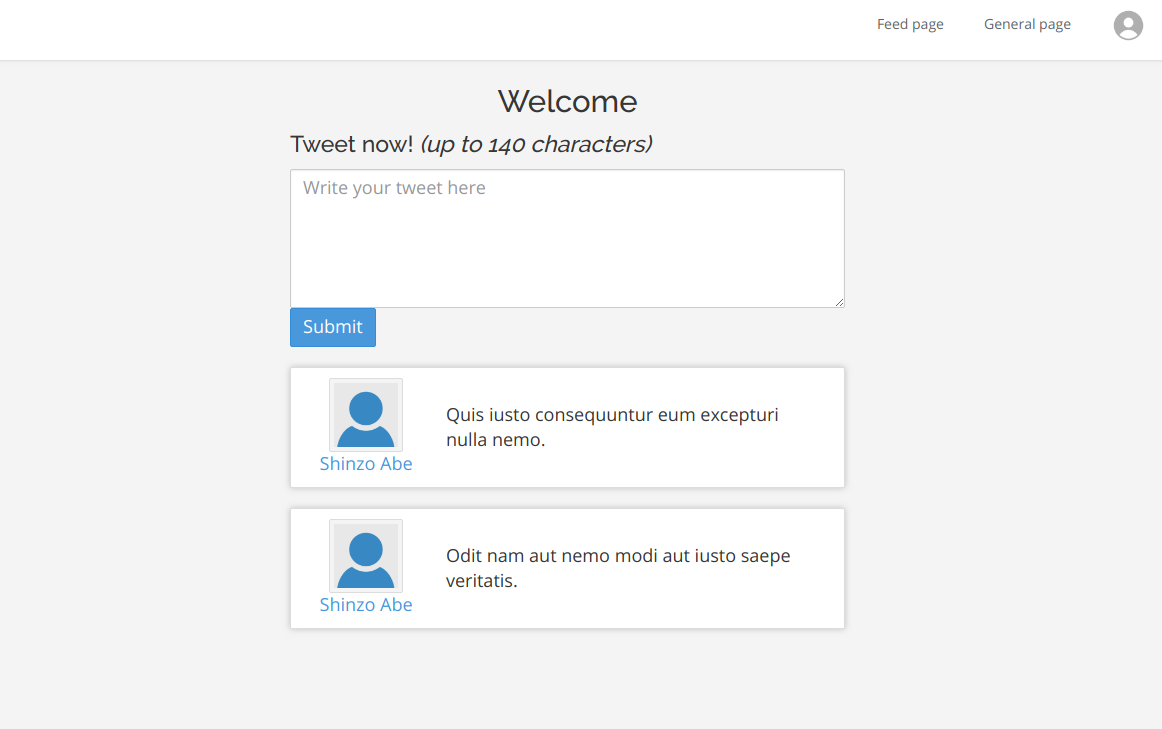 Feed page
General page
Welcome
Tweet now! (up to 140 characters)
Write your tweet here
Submit
Quis iusto consequuntur eum excepturi
nulla nemo.
Shinzo Abe
Odit nam aut nemo modi aut iusto saepe
veritatis.
Shinzo Abe